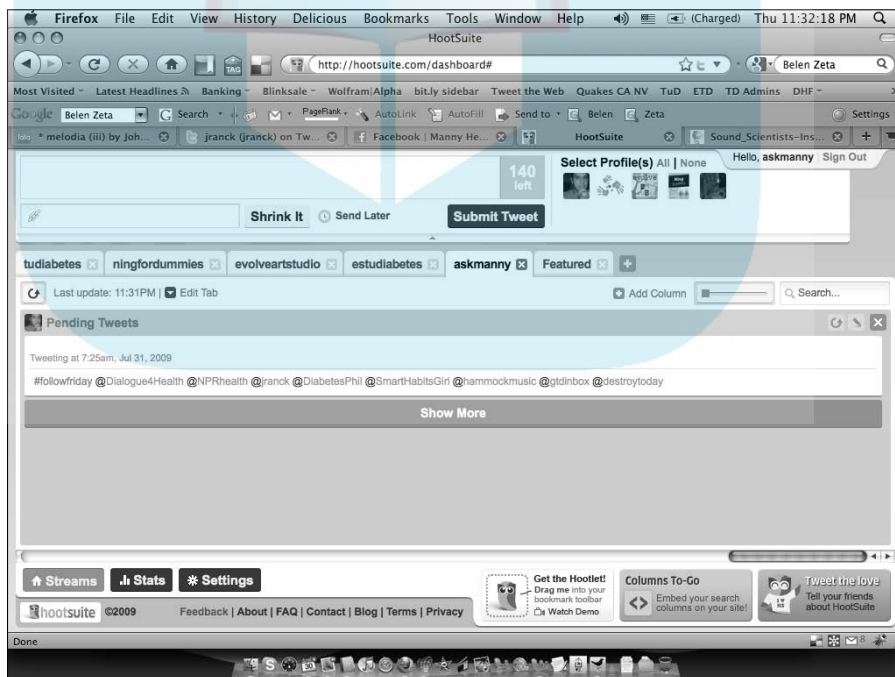 Firefox File Edit View History Delicious Bookmarks Tools Window Help (Charged) Thu 11:32:18 PM
HootSuite
TAG http://hootsuite.com/dashboard# Belen Zeta
Most Visited Latest Headlines Banking Blinksale Wolfram|Alpha bit.ly sidebar Tweet the Web Quakes CA NV TuD ETD TD Admins DHF
Google Belen Zeta Search PageRank AutoLink AutoFill Send to Belen Zeta Settings
* melodia (iii) by Joh... jranck (jranck) on Tw... Facebook | Manny He... HootSuite Sound_Scientists-Ins...
Hello, askmanny Sign Out
140 left
Select Profile(s) All | None
Shrink It Send Later Submit Tweet
tudiabetes ningfordummies evolveartstudio estudiabetes askmanny Featured
Last update: 11:31PM | Edit Tab Add Column Search...
Pending Tweets
Tweeting at 7:25am, Jul 31, 2009
#followfriday @Dialogue4Health @NPRhealth @jranck @DiabetesPhil @SmartHabitsGirl @hammockmusic @gtdinbox @destroytoday
Show More
Streams Stats Settings
Get the Hootlet!
Drag me into your
bookmark toolbar
Watch Demo
Columns To-Go
Embed your search
columns on your site!
Tweet the love
Tell your friends
about HootSuite
hootsuite ©2009 Feedback | About | FAQ | Contact | Blog | Terms | Privacy
Done 8